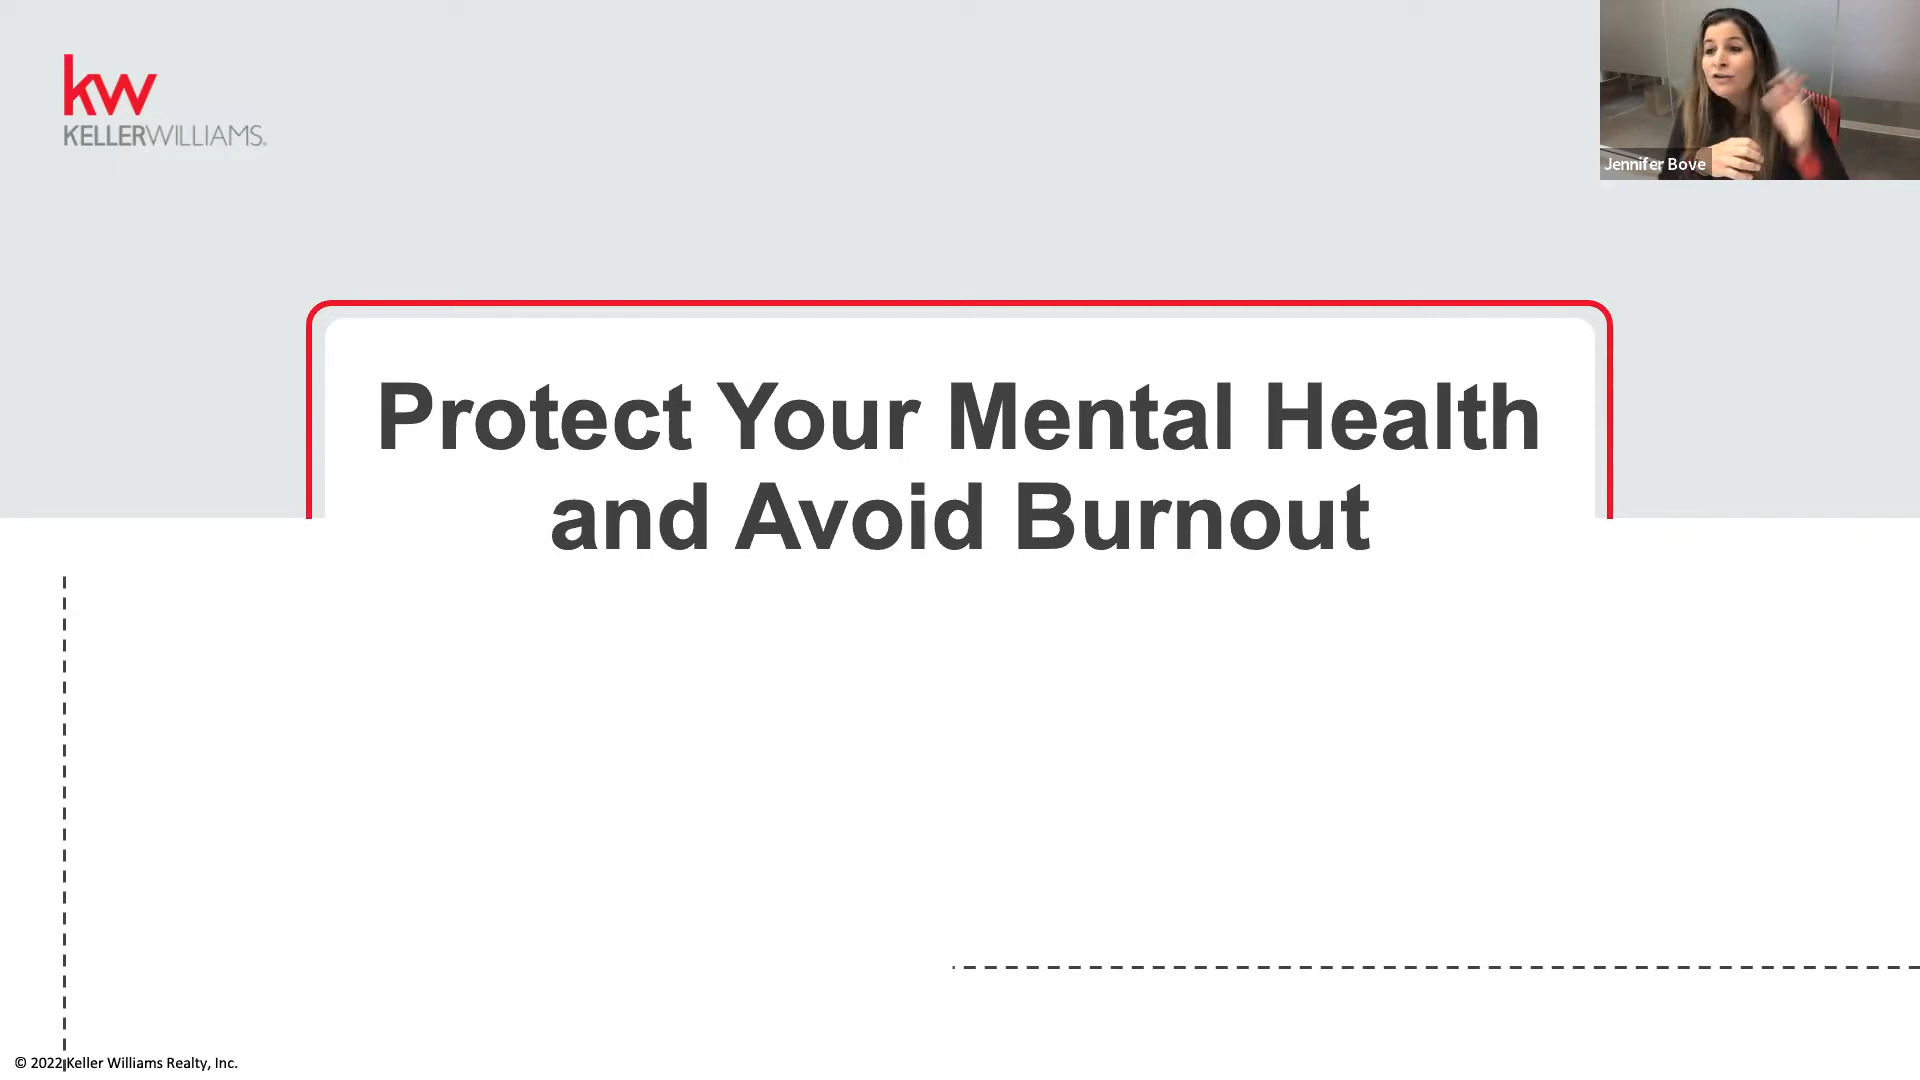 kw
KELLERWILLIAMS®
Jennifer Bove
Protect Your Mental Health
and Avoid Burnout
© 2022 Keller Williams Realty, Inc.